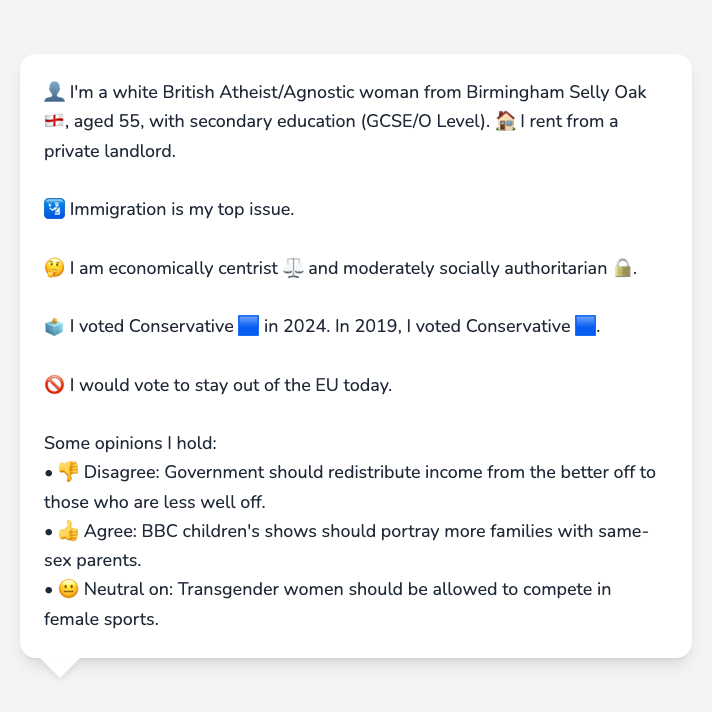 👤 I'm a white British Atheist/Agnostic woman from Birmingham Selly Oak
🏴󠁧󠁢󠁥󠁮󠁧󠁿, aged 55, with secondary education (GCSE/O Level). 🏠 I rent from a
private landlord.
🛂 Immigration is my top issue.
🤔 I am economically centrist ⚖️ and moderately socially authoritarian 🔒.
🗳️ I voted Conservative 🟦 in 2024. In 2019, I voted Conservative 🟦.
🚫 I would vote to stay out of the EU today.
Some opinions I hold:
• 👎 Disagree: Government should redistribute income from the better off to
those who are less well off.
• 👍 Agree: BBC children's shows should portray more families with same-
sex parents.
• 😐 Neutral on: Transgender women should be allowed to compete in
female sports.